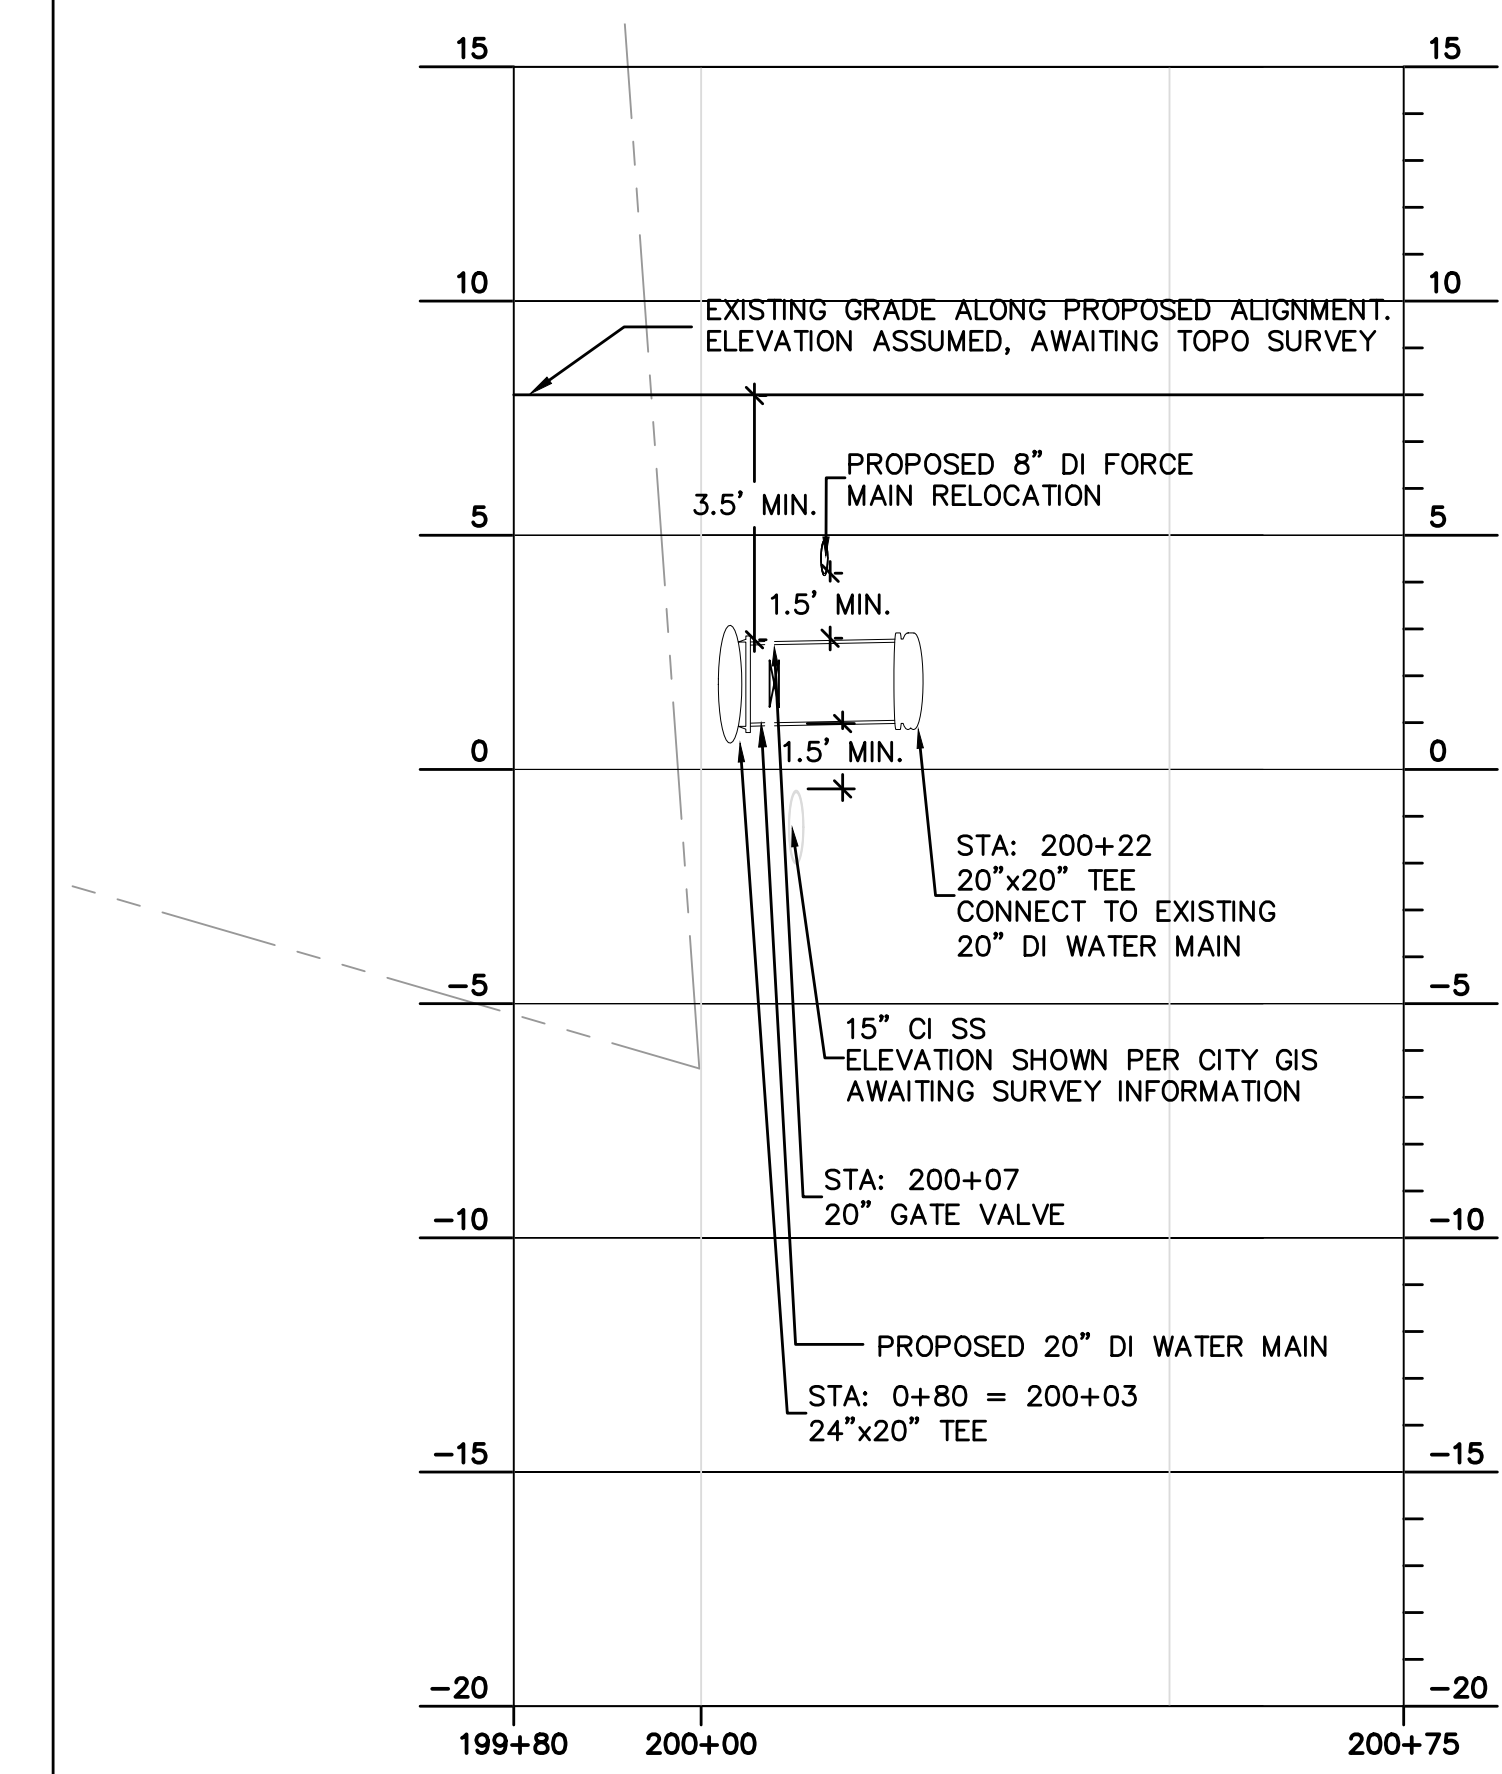 15
15
10
10
EXISTING GRADE ALONG PROPOSED ALIGNMENT.
ELEVATION ASSUMED, AWAITING TOPO SURVEY
PROPOSED 8" DI FORCE
MAIN RELOCATION
3.5' MIN.
5
5
1.5' MIN.
0
1.5' MIN.
0
STA: 200+22
20"x20" TEE
CONNECT TO EXISTING
20" DI WATER MAIN
-5
-5
15" CI SS
ELEVATION SHOWN PER CITY GIS
AWAITING SURVEY INFORMATION
STA: 200+07
20" GATE VALVE
-10
-10
PROPOSED 20" DI WATER MAIN
STA: 0+80 = 200+03
24"x20" TEE
-15
-15
-20
-20
199+80
200+00
200+75